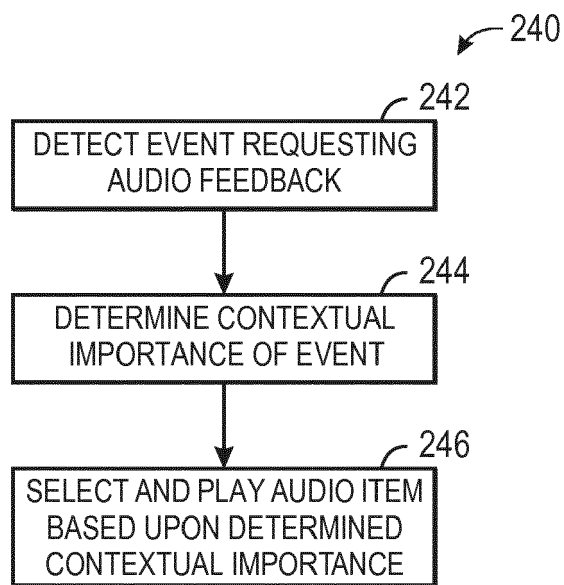 240
242
DETECT EVENT REQUESTING
AUDIO FEEDBACK
244
DETERMINE CONTEXTUAL
IMPORTANCE OF EVENT
246
SELECT AND PLAY AUDIO ITEM
BASED UPON DETERMINED
CONTEXTUAL IMPORTANCE